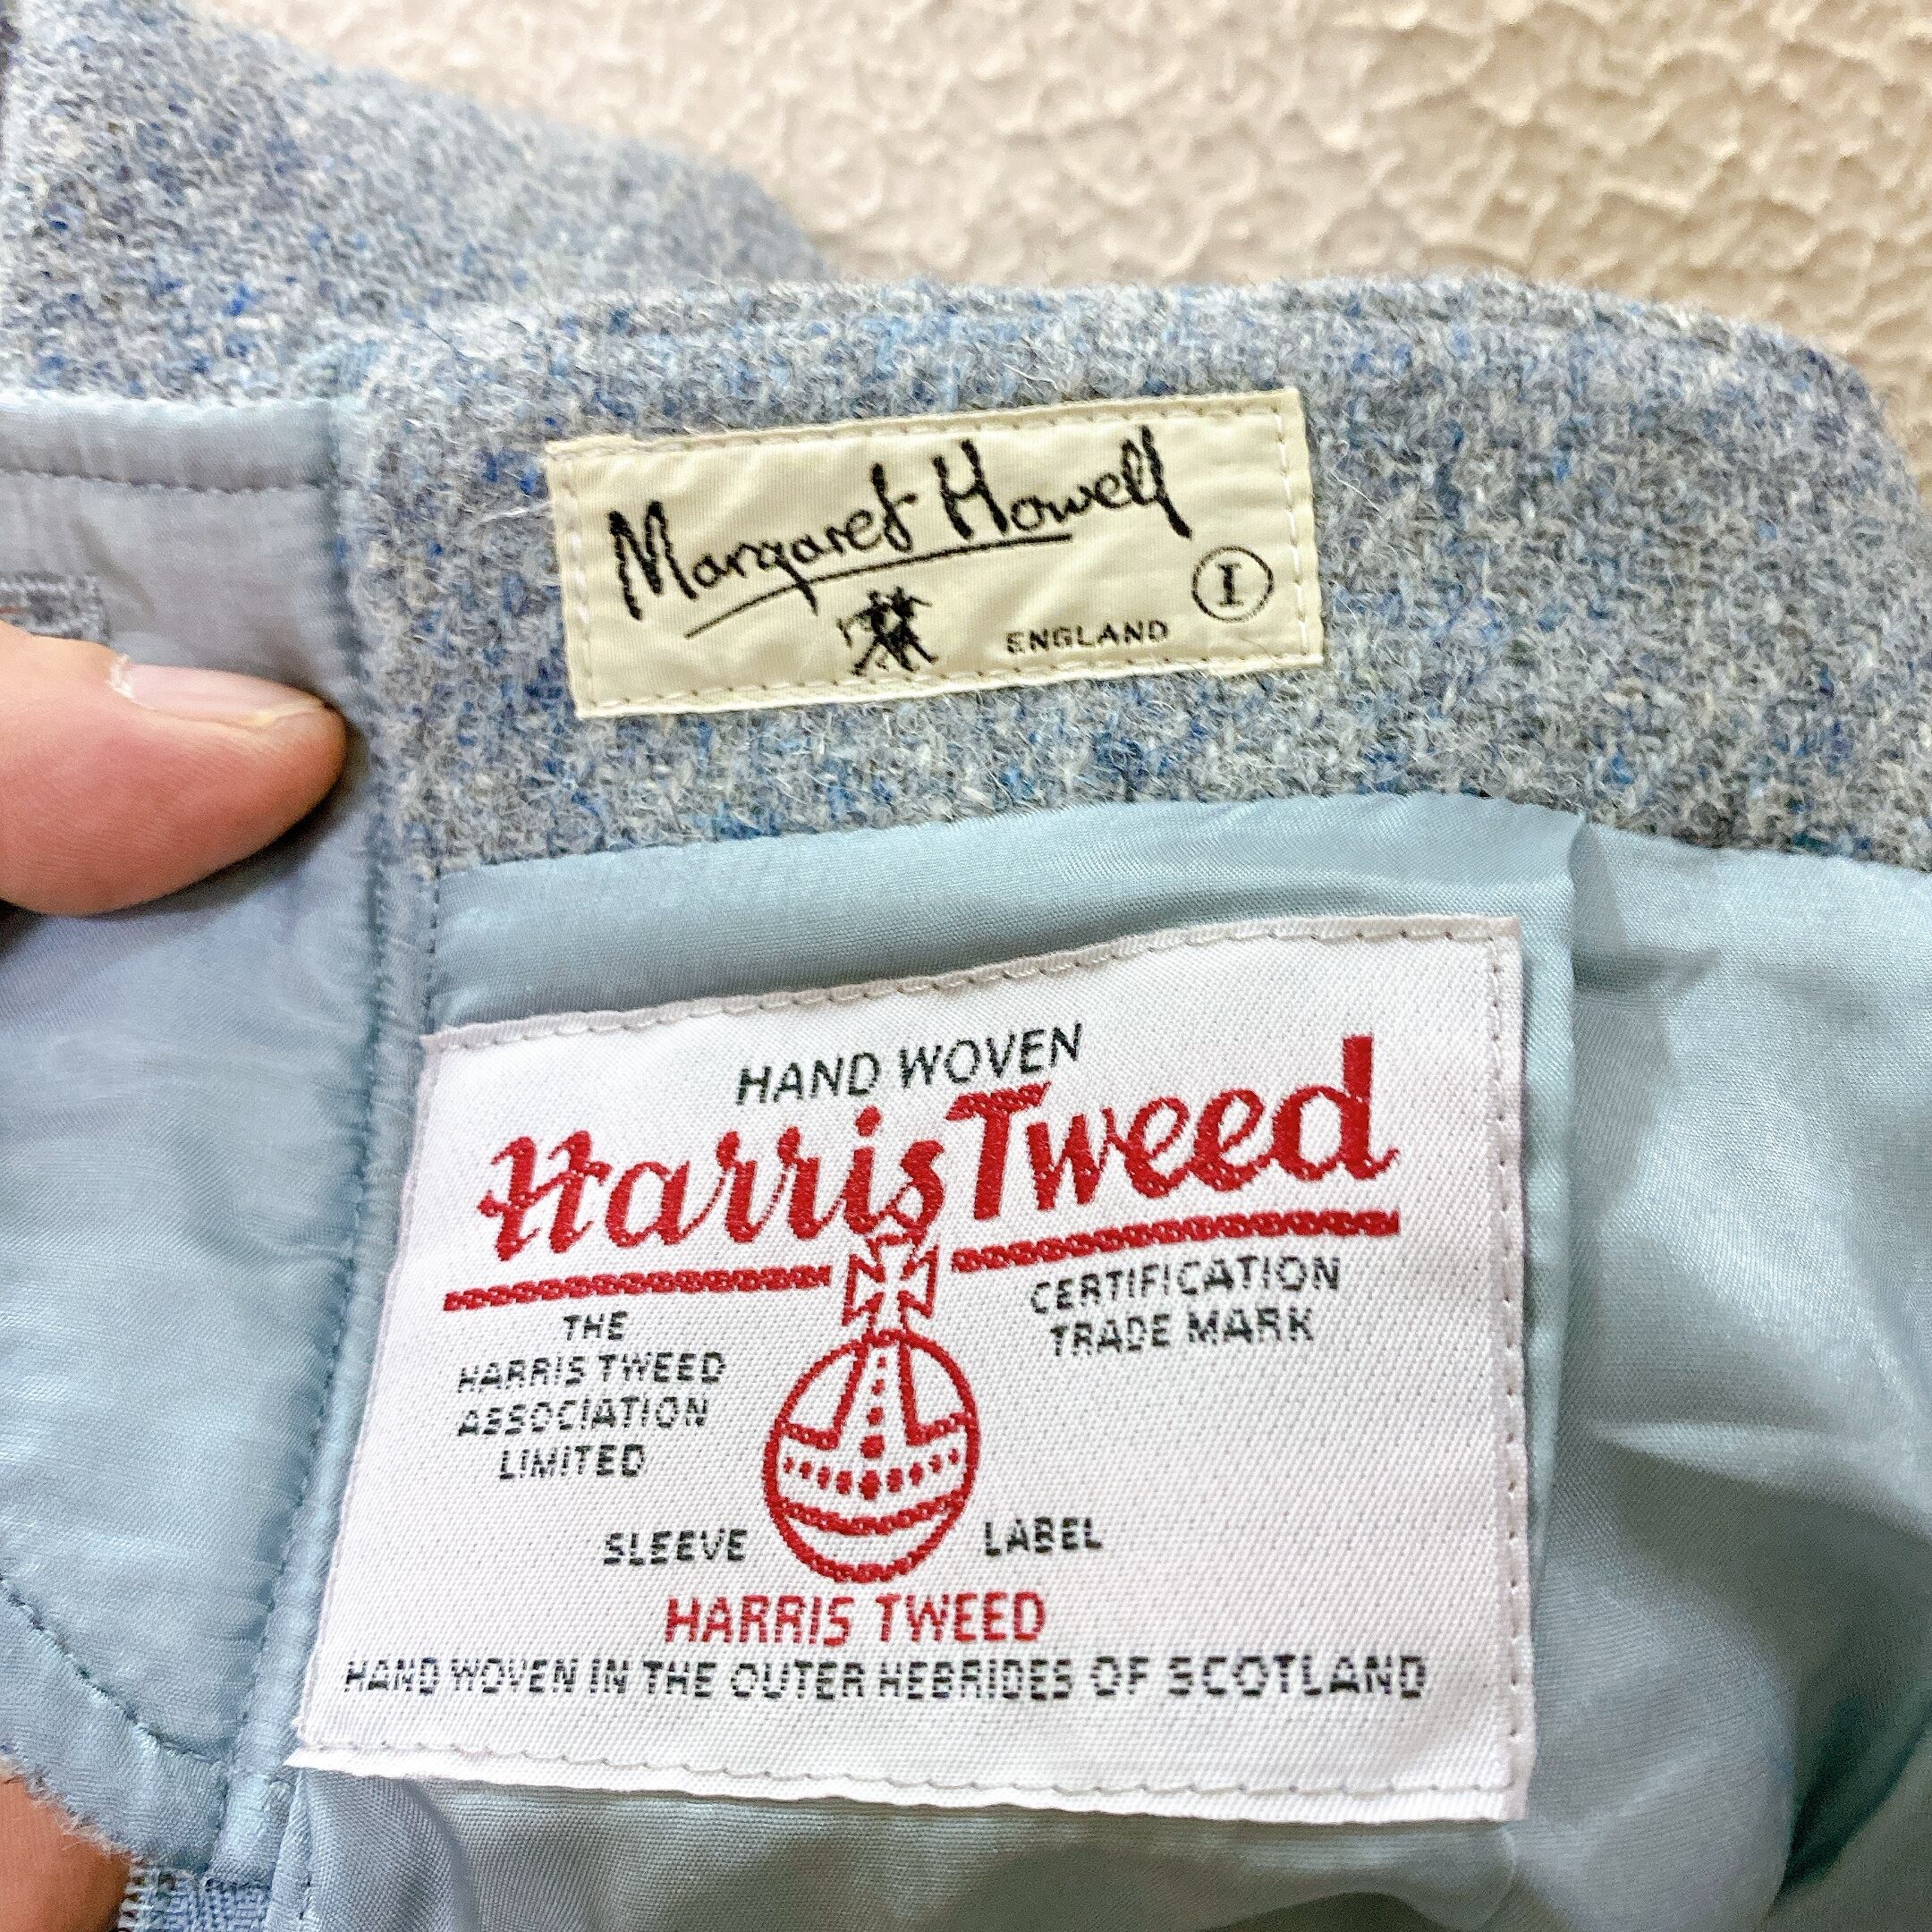 Margaret Howell
I
ENGLAND
HAND WOVEN
Harris Tweed
THE
HARRIS TWEED
ASSOCIATION
LIMITED
CERTIFICATION
TRADE MARK
SLEEVE LABEL
HARRIS TWEED
HAND WOVEN IN THE OUTER HEBRIDES OF SCOTLAND